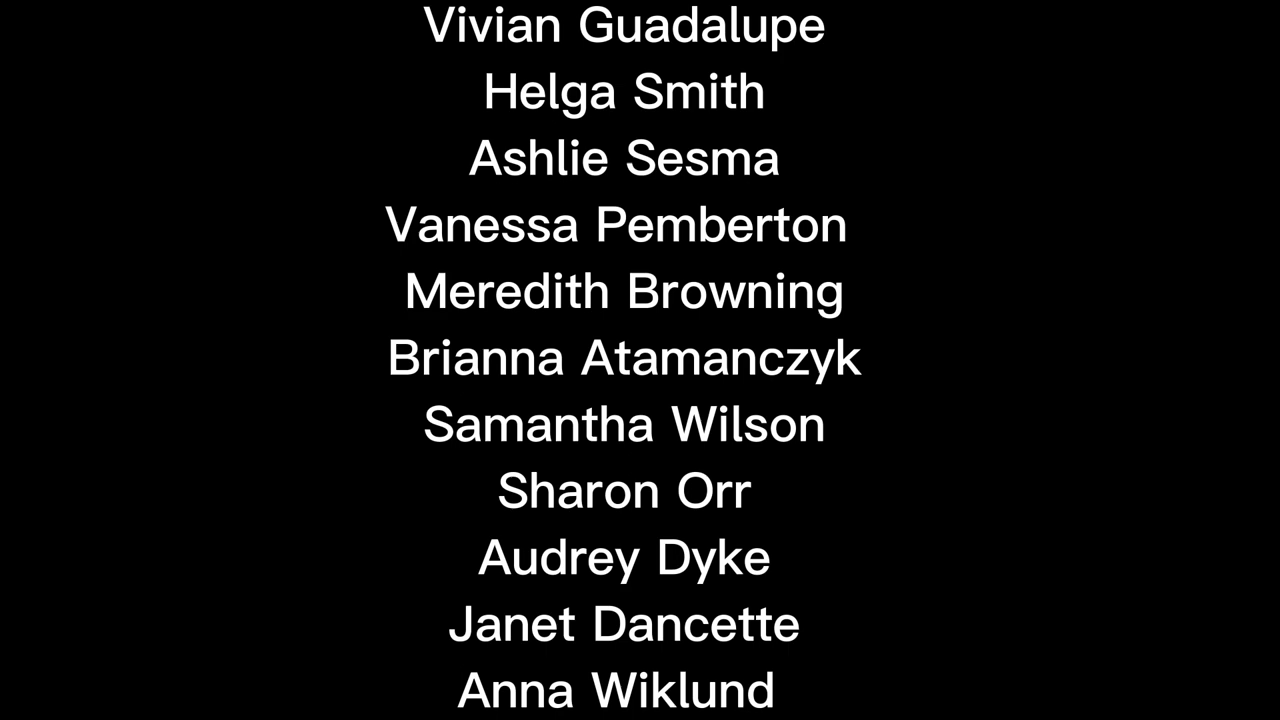 Vivian Guadalupe
Helga Smith
Ashlie Sesma
Vanessa Pemberton
Meredith Browning
Brianna Atamanczyk
Samantha Wilson
Sharon Orr
Audrey Dyke
Janet Dancette
Anna Wiklund